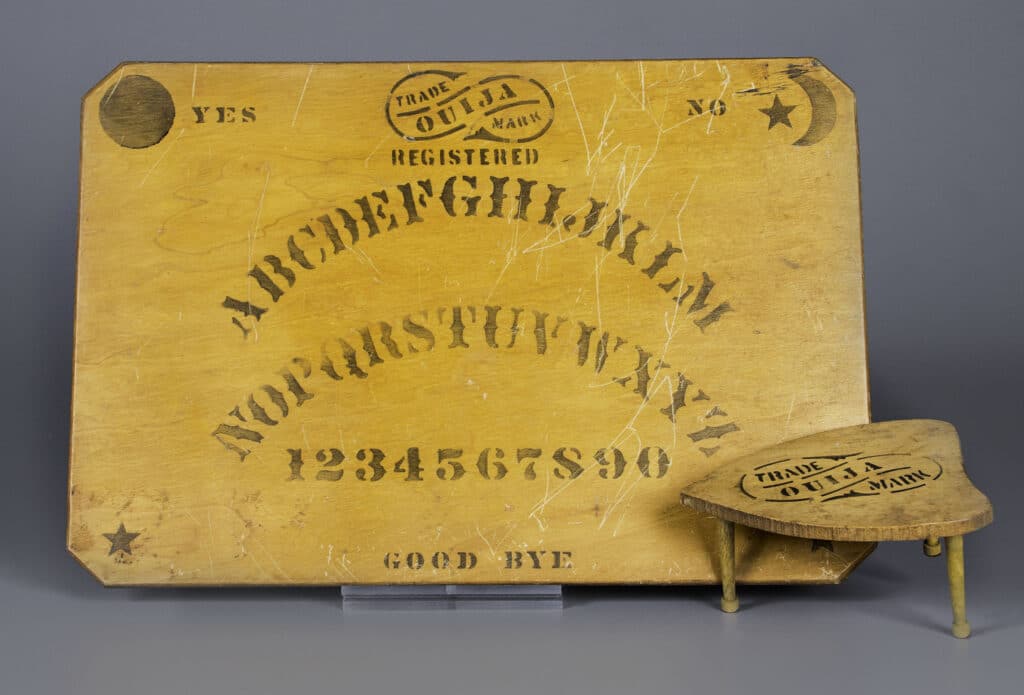 YES
TRADE
OUIJA
MARK
REGISTERED
NO
ABCDEFGHIJKLM
NOPQRSTUVWXYZ
1234567890
GOOD BYE
TRADE
OUIJA
MARK